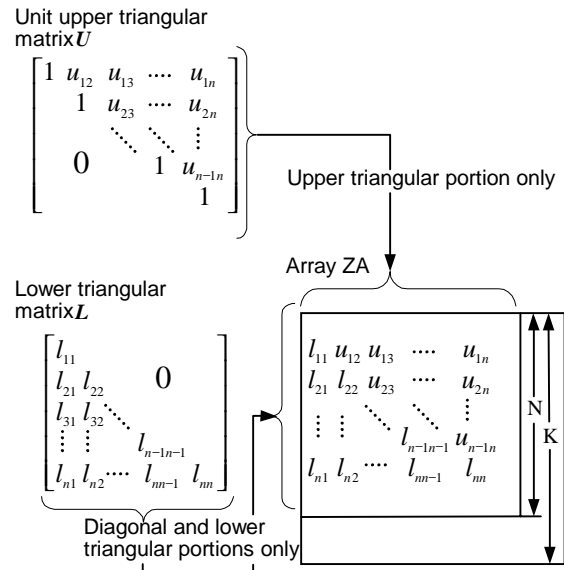 Unit upper triangular
matrixU
1 u12 u13 ···· u1n
1 u23 ···· u2n
0 1 un−1n
1
Upper triangular portion only
Array ZA
Lower triangular
matrixL
l11
l21 l22 0
l31 l32
ln−1n−1
ln1 ln2 ···· lnn−1 lnn
Diagonal and lower
triangular portions only
l11 u12 u13 ···· u1n
l21 l22 u23 ···· u2n
ln−1n−1 un−1n
ln1 ln2 ···· lnn−1 lnn
N
K